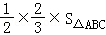 1/2 × 2/3 × S△ABC